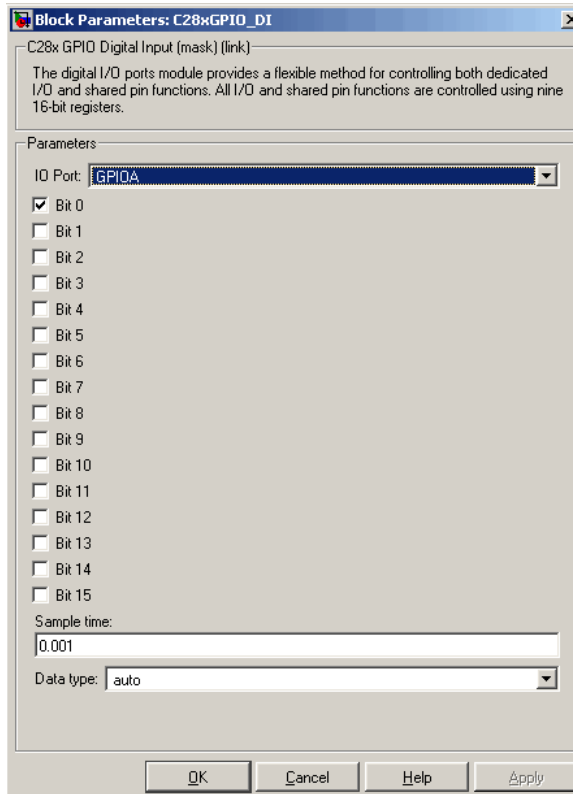 Block Parameters: C28xGPIO_DI
C28x GPIO Digital Input (mask) (link)
The digital I/O ports module provides a flexible method for controlling both dedicated
I/O and shared pin functions. All I/O and shared pin functions are controlled using nine
16-bit registers.
Parameters
IO Port: GPIOA
Bit 0
Bit 1
Bit 2
Bit 3
Bit 4
Bit 5
Bit 6
Bit 7
Bit 8
Bit 9
Bit 10
Bit 11
Bit 12
Bit 13
Bit 14
Bit 15
Sample time:
0.001
Data type: auto
OK Cancel Help Apply